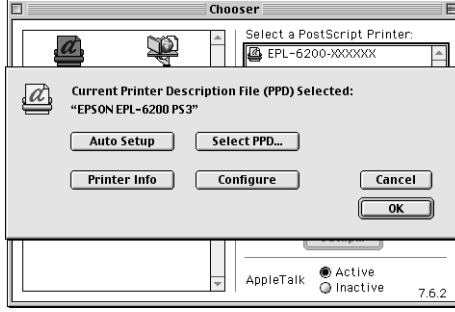 Chooser
Select a PostScript Printer:
EPL-6200-XXXXXX
Current Printer Description File (PPD) Selected:
“EPSON EPL-6200 PS3”
Auto Setup
Select PPD...
Printer Info
Configure
Cancel
OK
AppleTalk
Active
Inactive
7.6.2